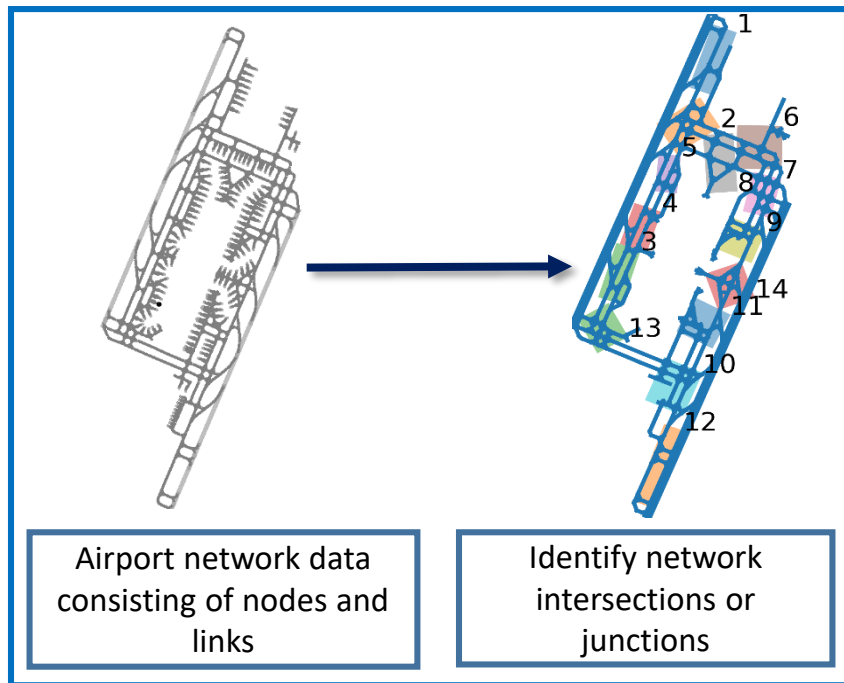 1
2
6
5
7
8
4
9
3
14
11
13
10
12
Airport network data
consisting of nodes and
links
Identify network
intersections or
junctions